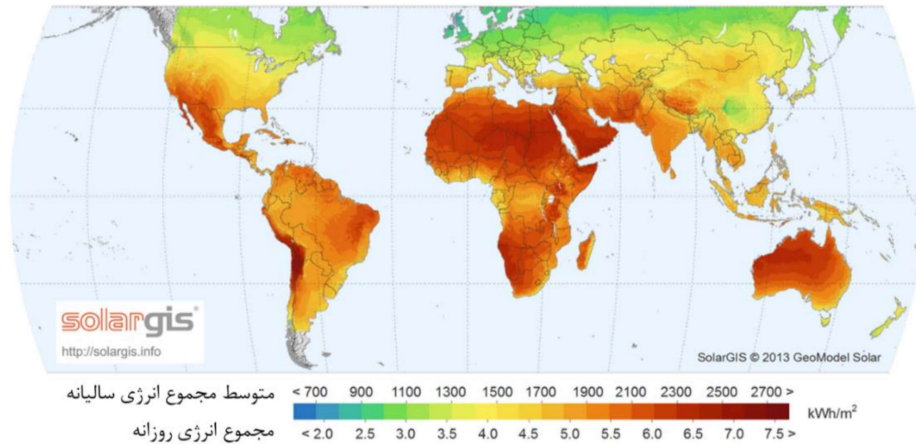 solargis
http://solargis.info
SolarGIS © 2013 GeoModel Solar
متوسط مجموع انرژی سالیانه < 700 900 1100 1300 1500 1700 1900 2100 2300 2500 2700 >
kWh/m²
مجموع انرژی روزانه < 2.0 2.5 3.0 3.5 4.0 4.5 5.0 5.5 6.0 6.5 7.0 7.5 >